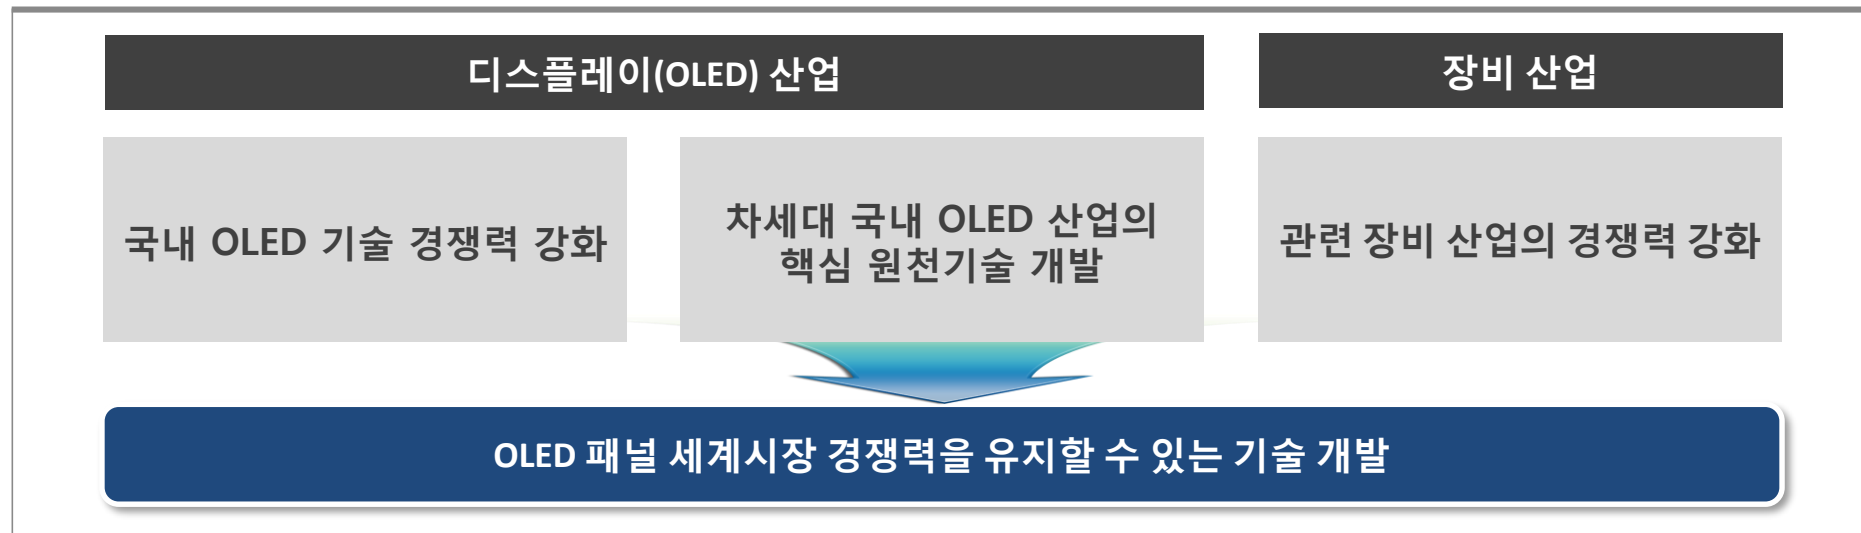 디스플레이(OLED) 산업
장비 산업
국내 OLED 기술 경쟁력 강화
차세대 국내 OLED 산업의
핵심 원천기술 개발
관련 장비 산업의 경쟁력 강화
OLED 패널 세계시장 경쟁력을 유지할 수 있는 기술 개발